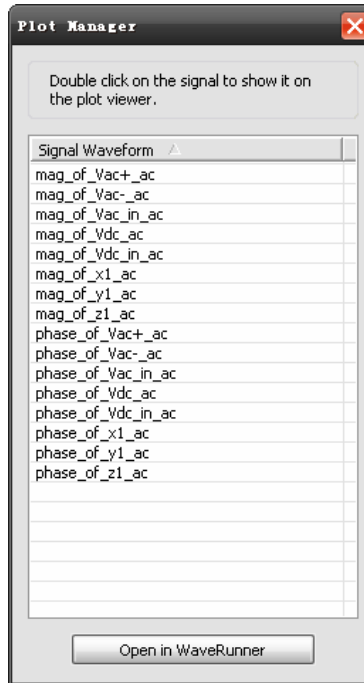 Plot Manager
Double click on the signal to show it on
the plot viewer.
Signal Waveform
mag_of_Vac+_ac
mag_of_Vac-_ac
mag_of_Vac_in_ac
mag_of_Vdc_ac
mag_of_Vdc_in_ac
mag_of_x1_ac
mag_of_y1_ac
mag_of_z1_ac
phase_of_Vac+_ac
phase_of_Vac-_ac
phase_of_Vac_in_ac
phase_of_Vdc_ac
phase_of_Vdc_in_ac
phase_of_x1_ac
phase_of_y1_ac
phase_of_z1_ac
Open in WaveRunner